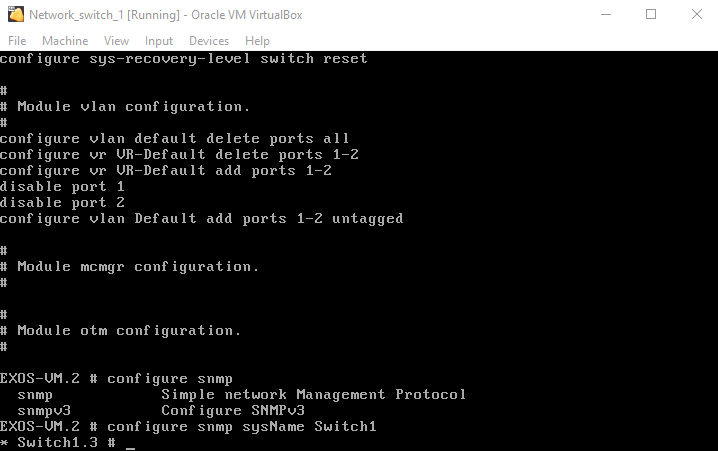 Network_switch_1 [Running] - Oracle VM VirtualBox
File Machine View Input Devices Help
configure sys-recovery-level switch reset
#
# Module vlan configuration.
#
configure vlan default delete ports all
configure vr VR-Default delete ports 1-2
configure vr VR-Default add ports 1-2
disable port 1
disable port 2
configure vlan Default add ports 1-2 untagged
#
# Module mcmgr configuration.
#
#
# Module otm configuration.
#
EXOS-VM.2 # configure snmp
snmp Simple network Management Protocol
snmpv3 Configure SNMPv3
EXOS-VM.2 # configure snmp sysName Switch1
* Switch1.3 # _